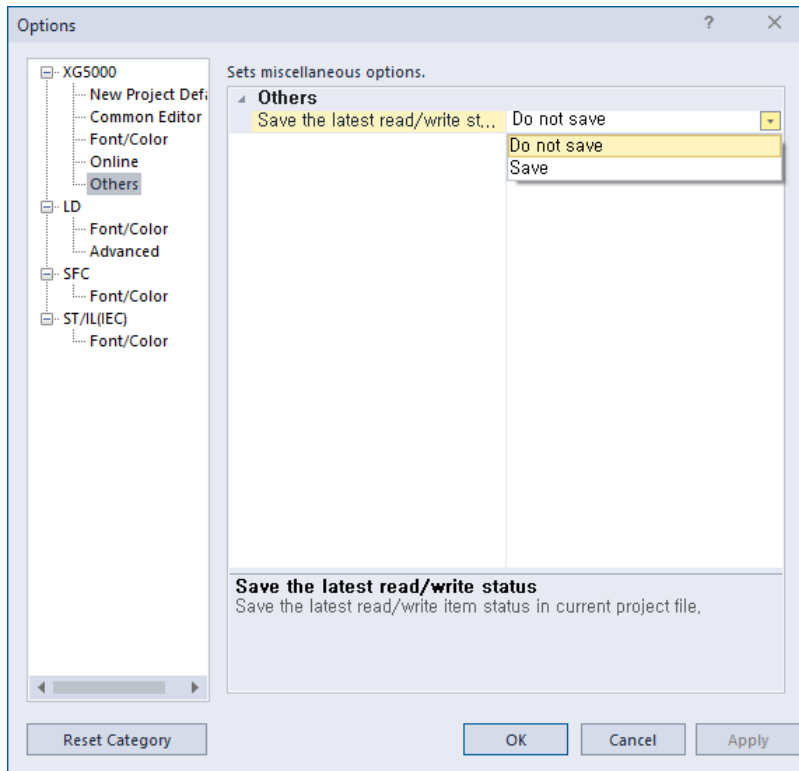 Options
?
XG5000
New Project Defa
Common Editor
Font/Color
Online
Others
LD
Font/Color
Advanced
SFC
Font/Color
ST/IL(IEC)
Font/Color
Sets miscellaneous options.
Others
Save the latest read/write st... Do not save
Do not save
Save
Save the latest read/write status
Save the latest read/write item status in current project file.
Reset Category
OK
Cancel
Apply